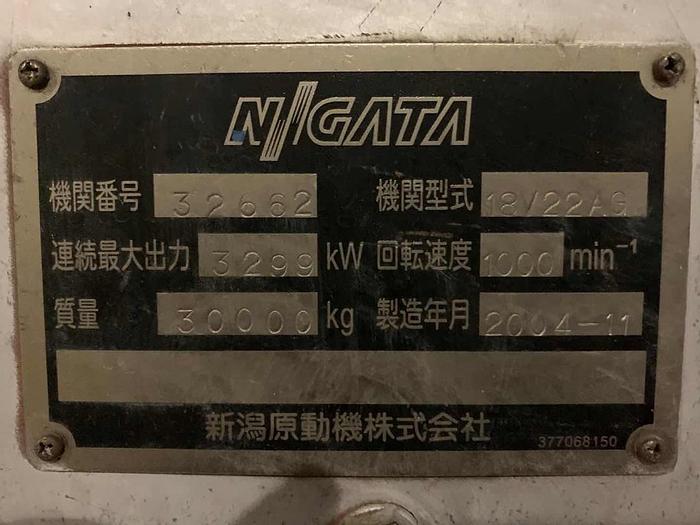 NIIGATA
機関番号 32662 機関型式 18V22AG
連続最大出力 3299 kW 回転速度 1000 min⁻¹
質量 30000 kg 製造年月 2004-11
新潟原動機株式会社 377068150